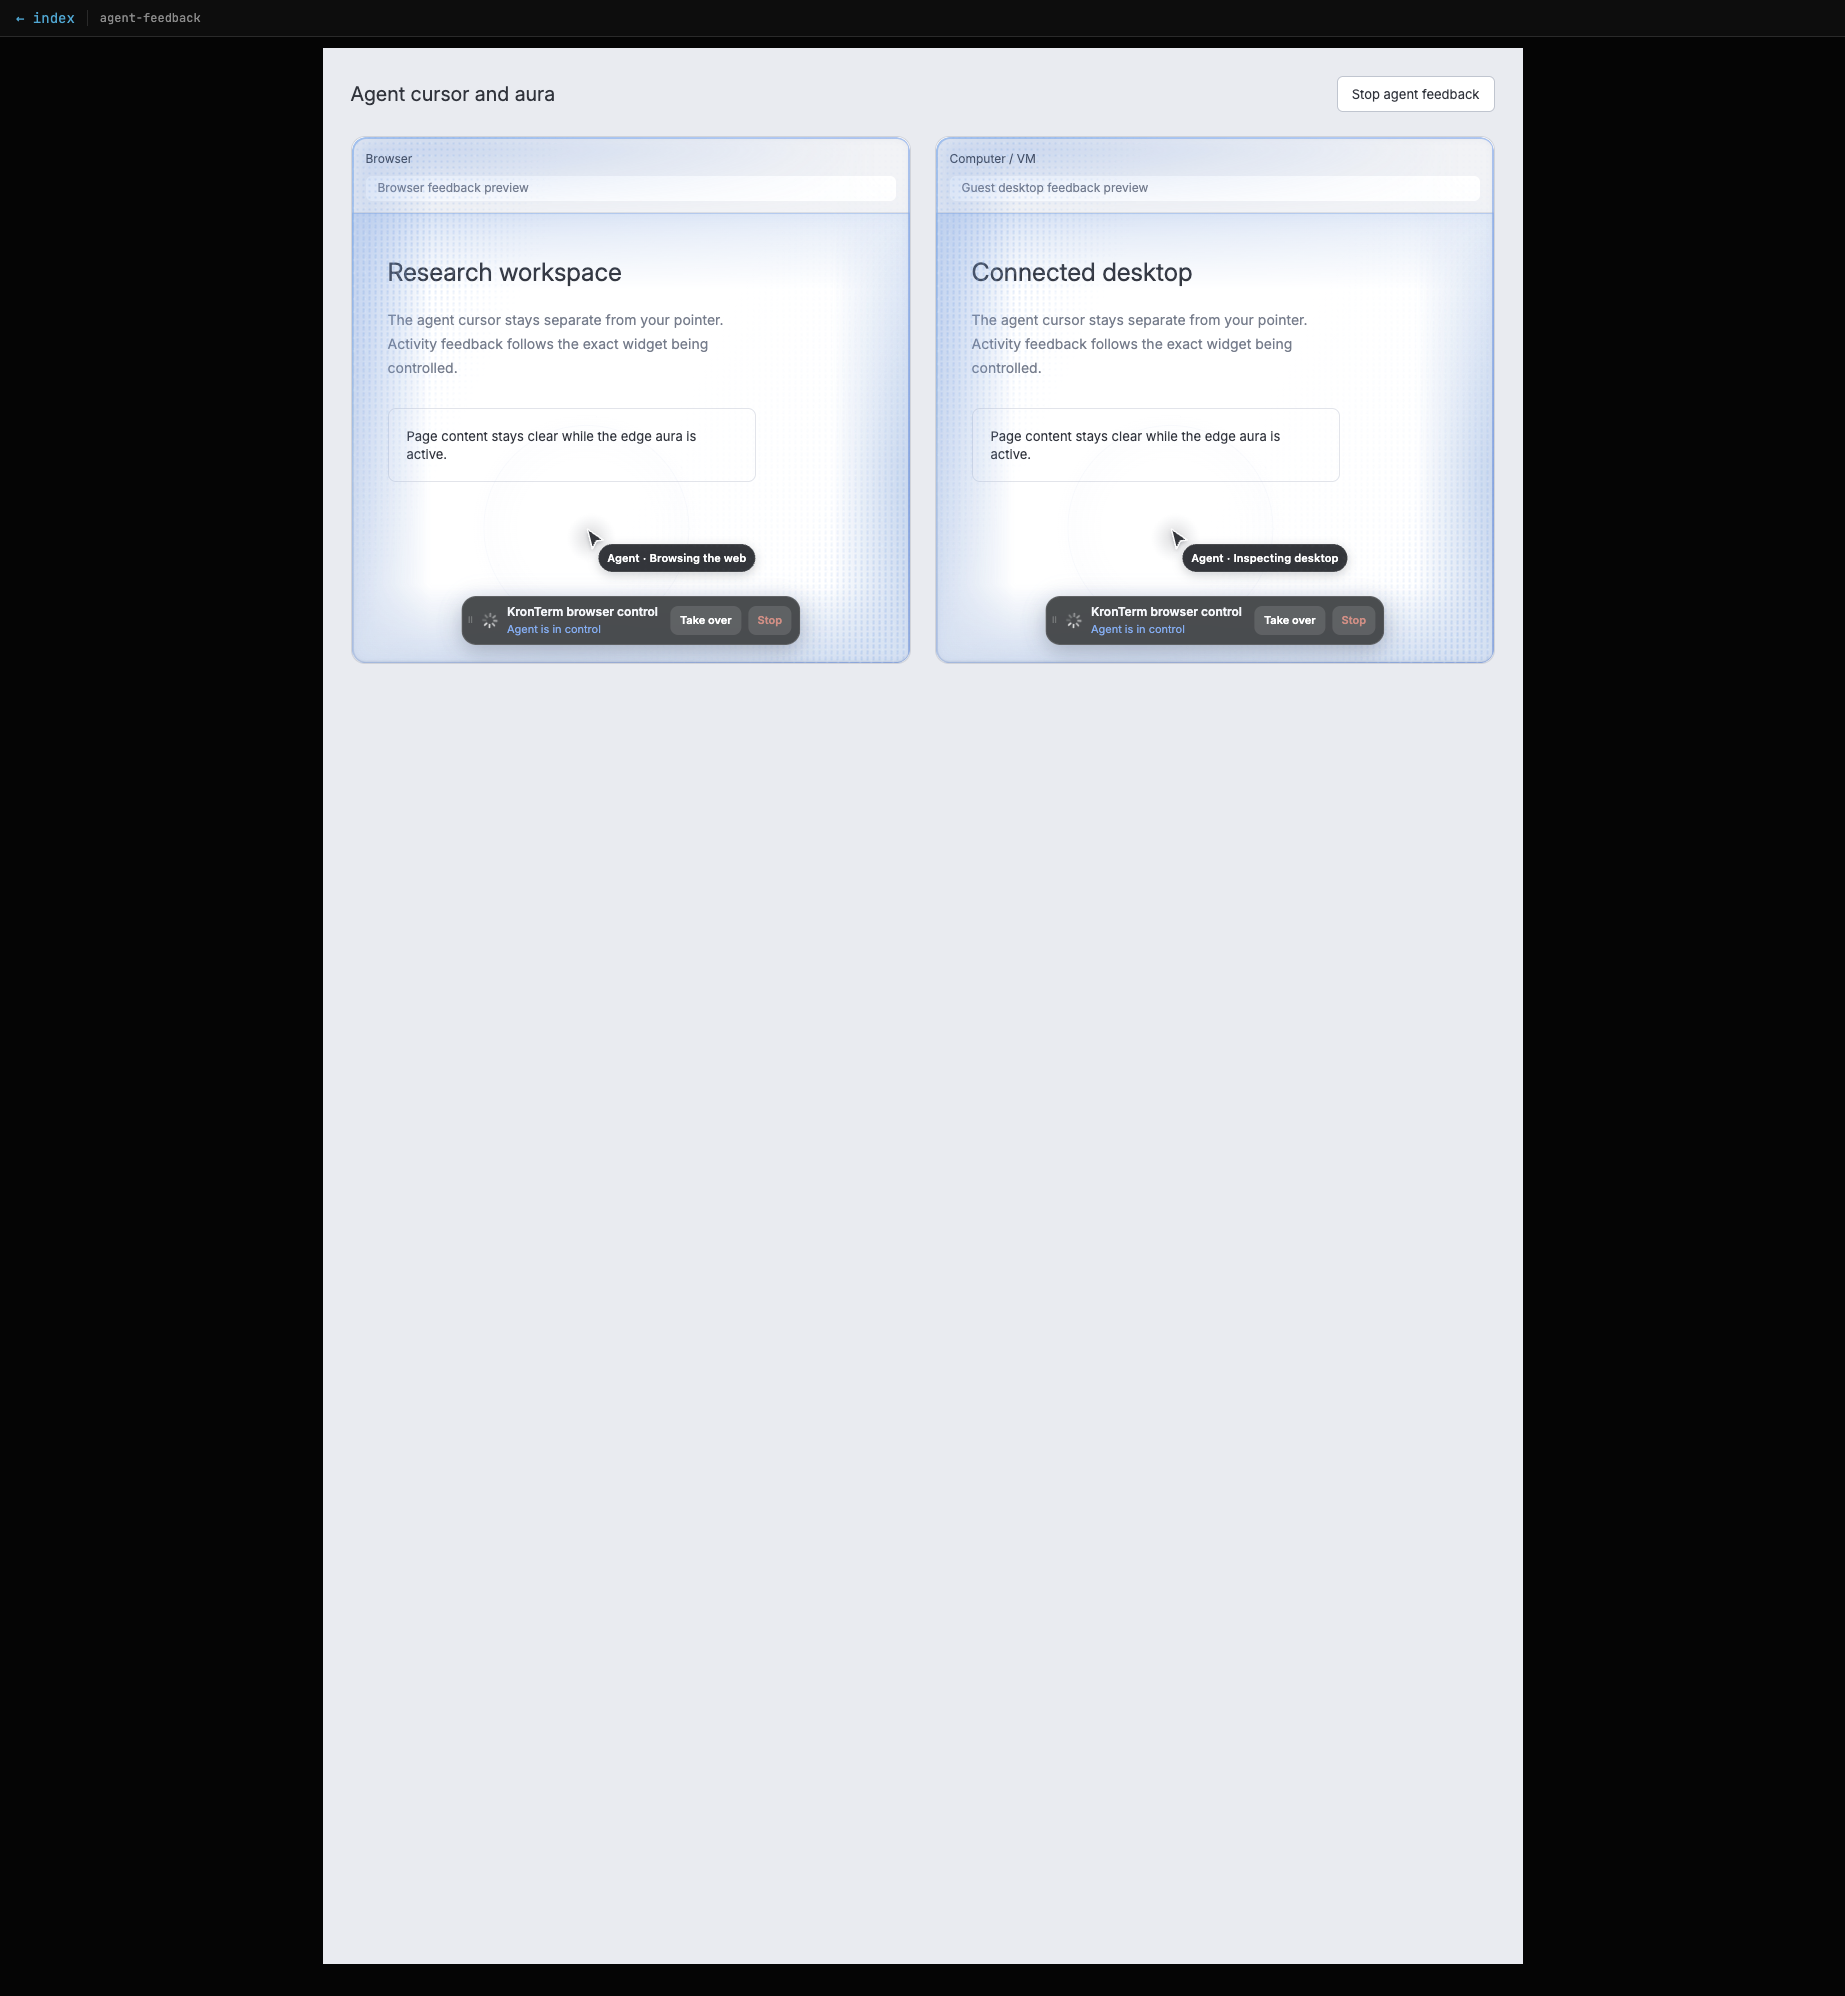 ← index
agent-feedback
Agent cursor and aura
Stop agent feedback
Browser
Browser feedback preview
Research workspace
The agent cursor stays separate from your pointer.
Activity feedback follows the exact widget being
controlled.
Page content stays clear while the edge aura is
active.
Agent · Browsing the web
KronTerm browser control
Agent is in control
Take over
Stop
Computer / VM
Guest desktop feedback preview
Connected desktop
The agent cursor stays separate from your pointer.
Activity feedback follows the exact widget being
controlled.
Page content stays clear while the edge aura is
active.
Agent · Inspecting desktop
KronTerm browser control
Agent is in control
Take over
Stop